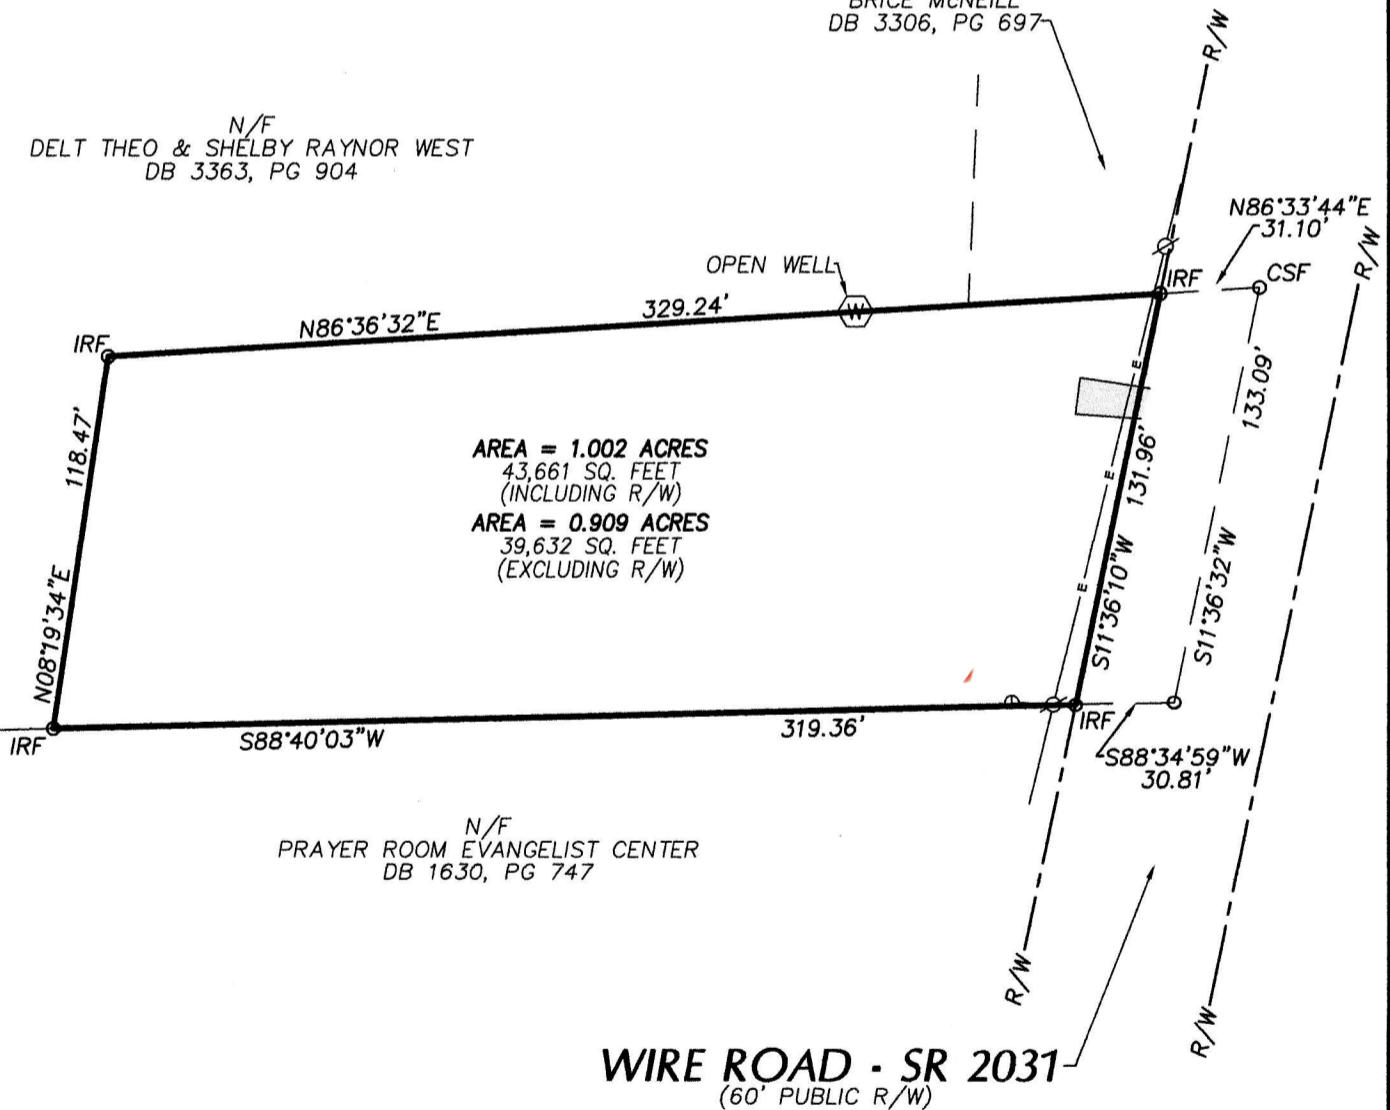 BRICE McNEILL
DB 3306, PG 697
R/W
N/F
DELT THEO & SHELBY RAYNOR WEST
DB 3363, PG 904
N86°33'44"E
31.10'
R/W
OPEN WELL
IRF
CSF
W
N86°36'32"E
329.24'
IRF
E
118.47'
133.09'
AREA = 1.002 ACRES
43,661 SQ. FEET
(INCLUDING R/W)
AREA = 0.909 ACRES
39,632 SQ. FEET
(EXCLUDING R/W)
E
131.96'
E
S11°36'10"W
S11°36'32"W
N08°19'34"E
IRF
S88°40'03"W
319.36'
IRF
S88°34'59"W
30.81'
N/F
PRAYER ROOM EVANGELIST CENTER
DB 1630, PG 747
R/W
R/W
WIRE ROAD - SR 2031
(60' PUBLIC R/W)